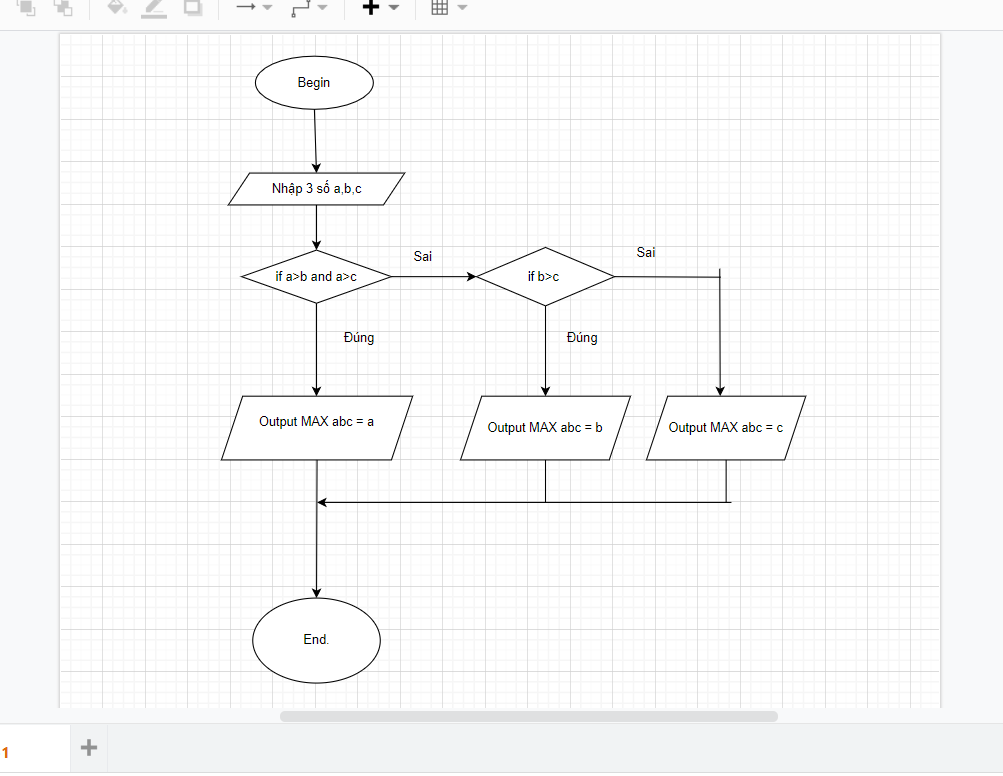 Begin
Nhập 3 số a,b,c
if a>b and a>c
Sai
if b>c
Sai
Đúng
Đúng
Output MAX abc = a
Output MAX abc = b
Output MAX abc = c
End.
1